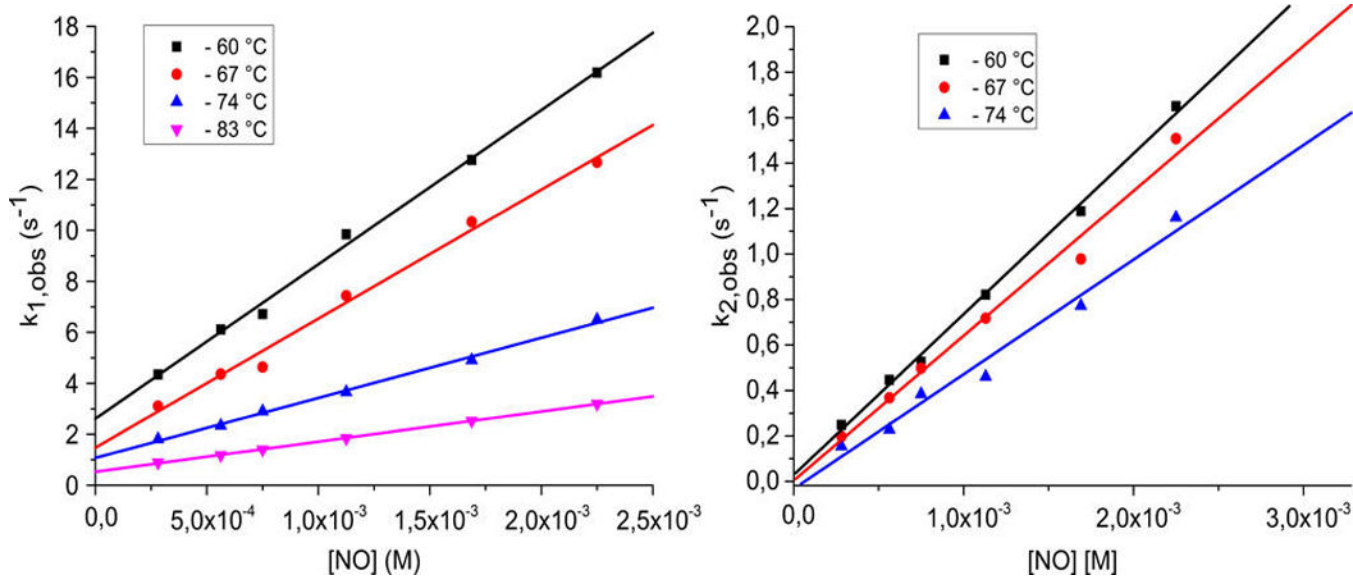 18
16
14
12
10
8
6
4
2
0
k1,obs (s⁻¹)
- 60 °C
- 67 °C
- 74 °C
- 83 °C
0,0
5,0x10⁻⁴
1,0x10⁻³
1,5x10⁻³
2,0x10⁻³
2,5x10⁻³
[NO] (M)
2,0
1,8
1,6
1,4
1,2
1,0
0,8
0,6
0,4
0,2
0,0
k2,obs (s⁻¹)
- 60 °C
- 67 °C
- 74 °C
0,0
1,0x10⁻³
2,0x10⁻³
3,0x10⁻³
[NO] [M]